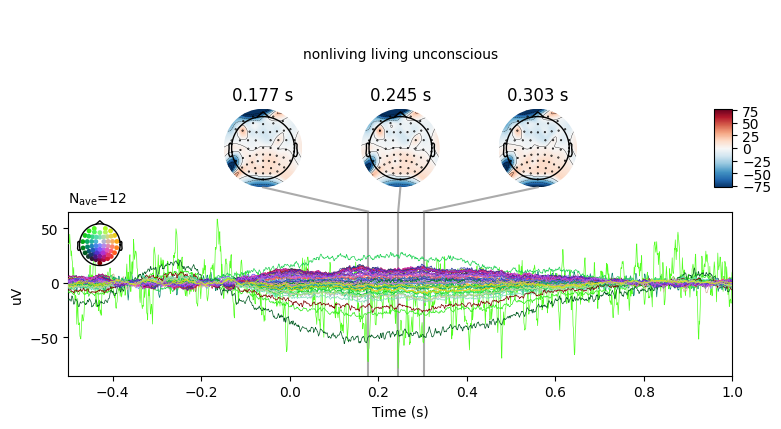 nonliving living unconscious
0.177 s 0.245 s 0.303 s
75
50
25
0
−25
−50
−75
Nave=12
50
0
−50
uV
−0.4 −0.2 0.0 0.2 0.4 0.6 0.8 1.0
Time (s)